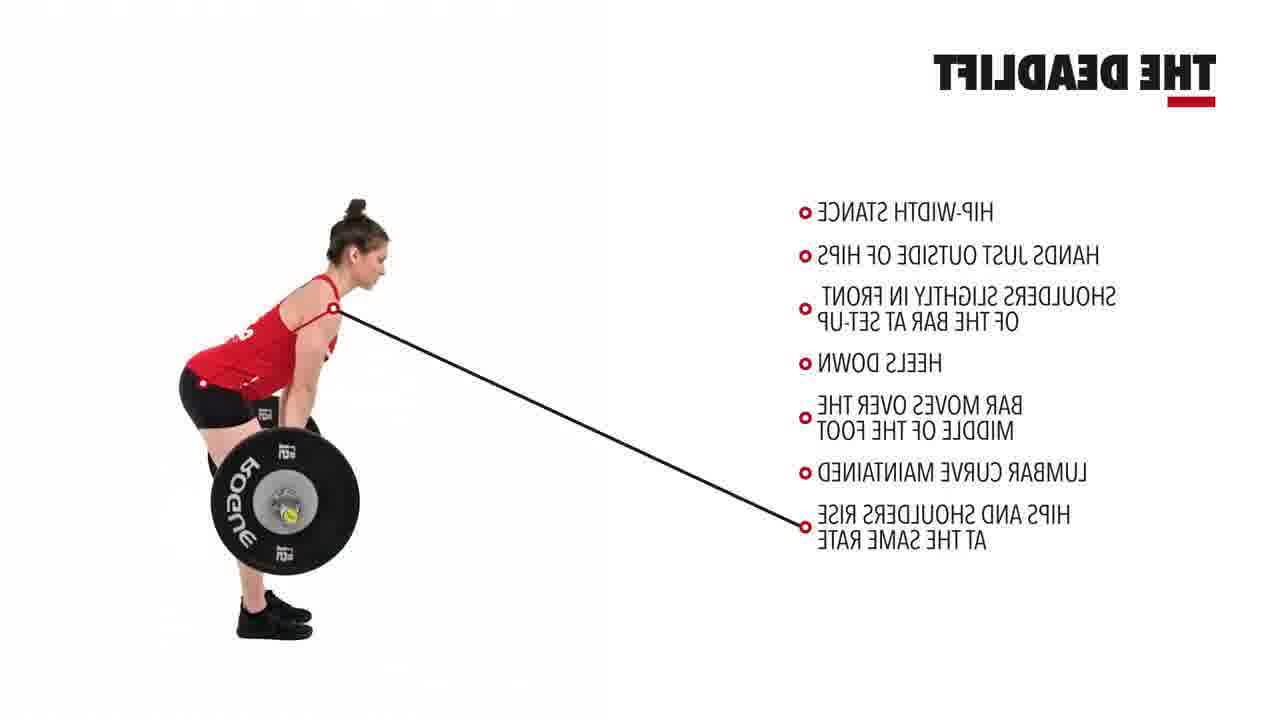 THE DEADLIFT
HIP-WIDTH STANCE
HANDS JUST OUTSIDE OF HIPS
SHOULDERS SLIGHTLY IN FRONT
OF THE BAR AT SET-UP
HEELS DOWN
BAR MOVES OVER THE
MIDDLE OF THE FOOT
LUMBAR CURVE MAINTAINED
HIPS AND SHOULDERS RISE
AT THE SAME RATE
ROGUE